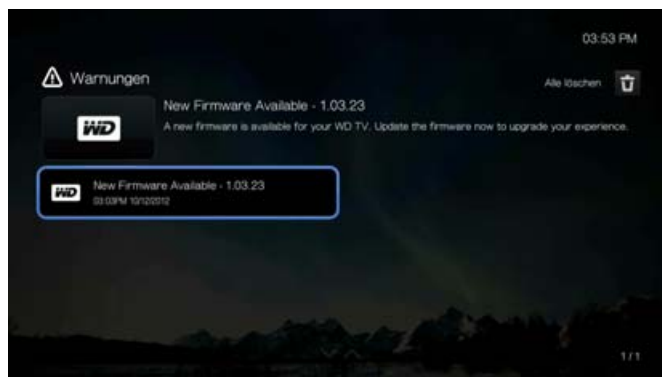 03:53 PM
Warnungen
Alle löschen
New Firmware Available - 1.03.23
WD
A new firmware is available for your WD TV. Update the firmware now to upgrade your experience.
WD
New Firmware Available - 1.03.23
03:03PM 10/12/2012
1/1